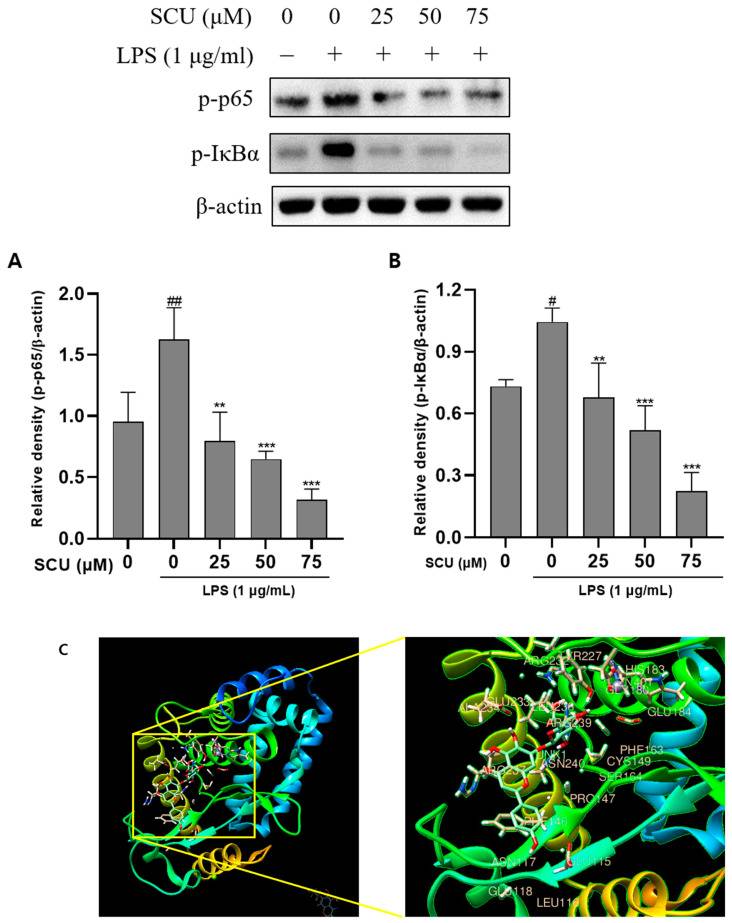 SCU (μM) 0 0 25 50 75
LPS (1 μg/ml) − + + + +
p-p65
p-IκBα
β-actin
A
Relative density (p-p65/β-actin)
2.0
1.5
1.0
0.5
0.0
##
**
***
***
SCU (μM) 0 0 25 50 75
LPS (1 μg/mL)
B
Relative density (p-IκBα/β-actin)
1.2
0.9
0.6
0.3
0.0
#
**
***
***
SCU (μM) 0 0 25 50 75
LPS (1 μg/mL)
C
HIS183
GLU184
ARG239
PHE163
CYS149
ASN240
SER164
PRO147
ASN117
GLU118